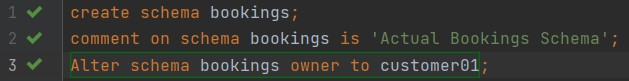 1 create schema bookings;
2 comment on schema bookings is 'Actual Bookings Schema';
3 Alter schema bookings owner to customer01;